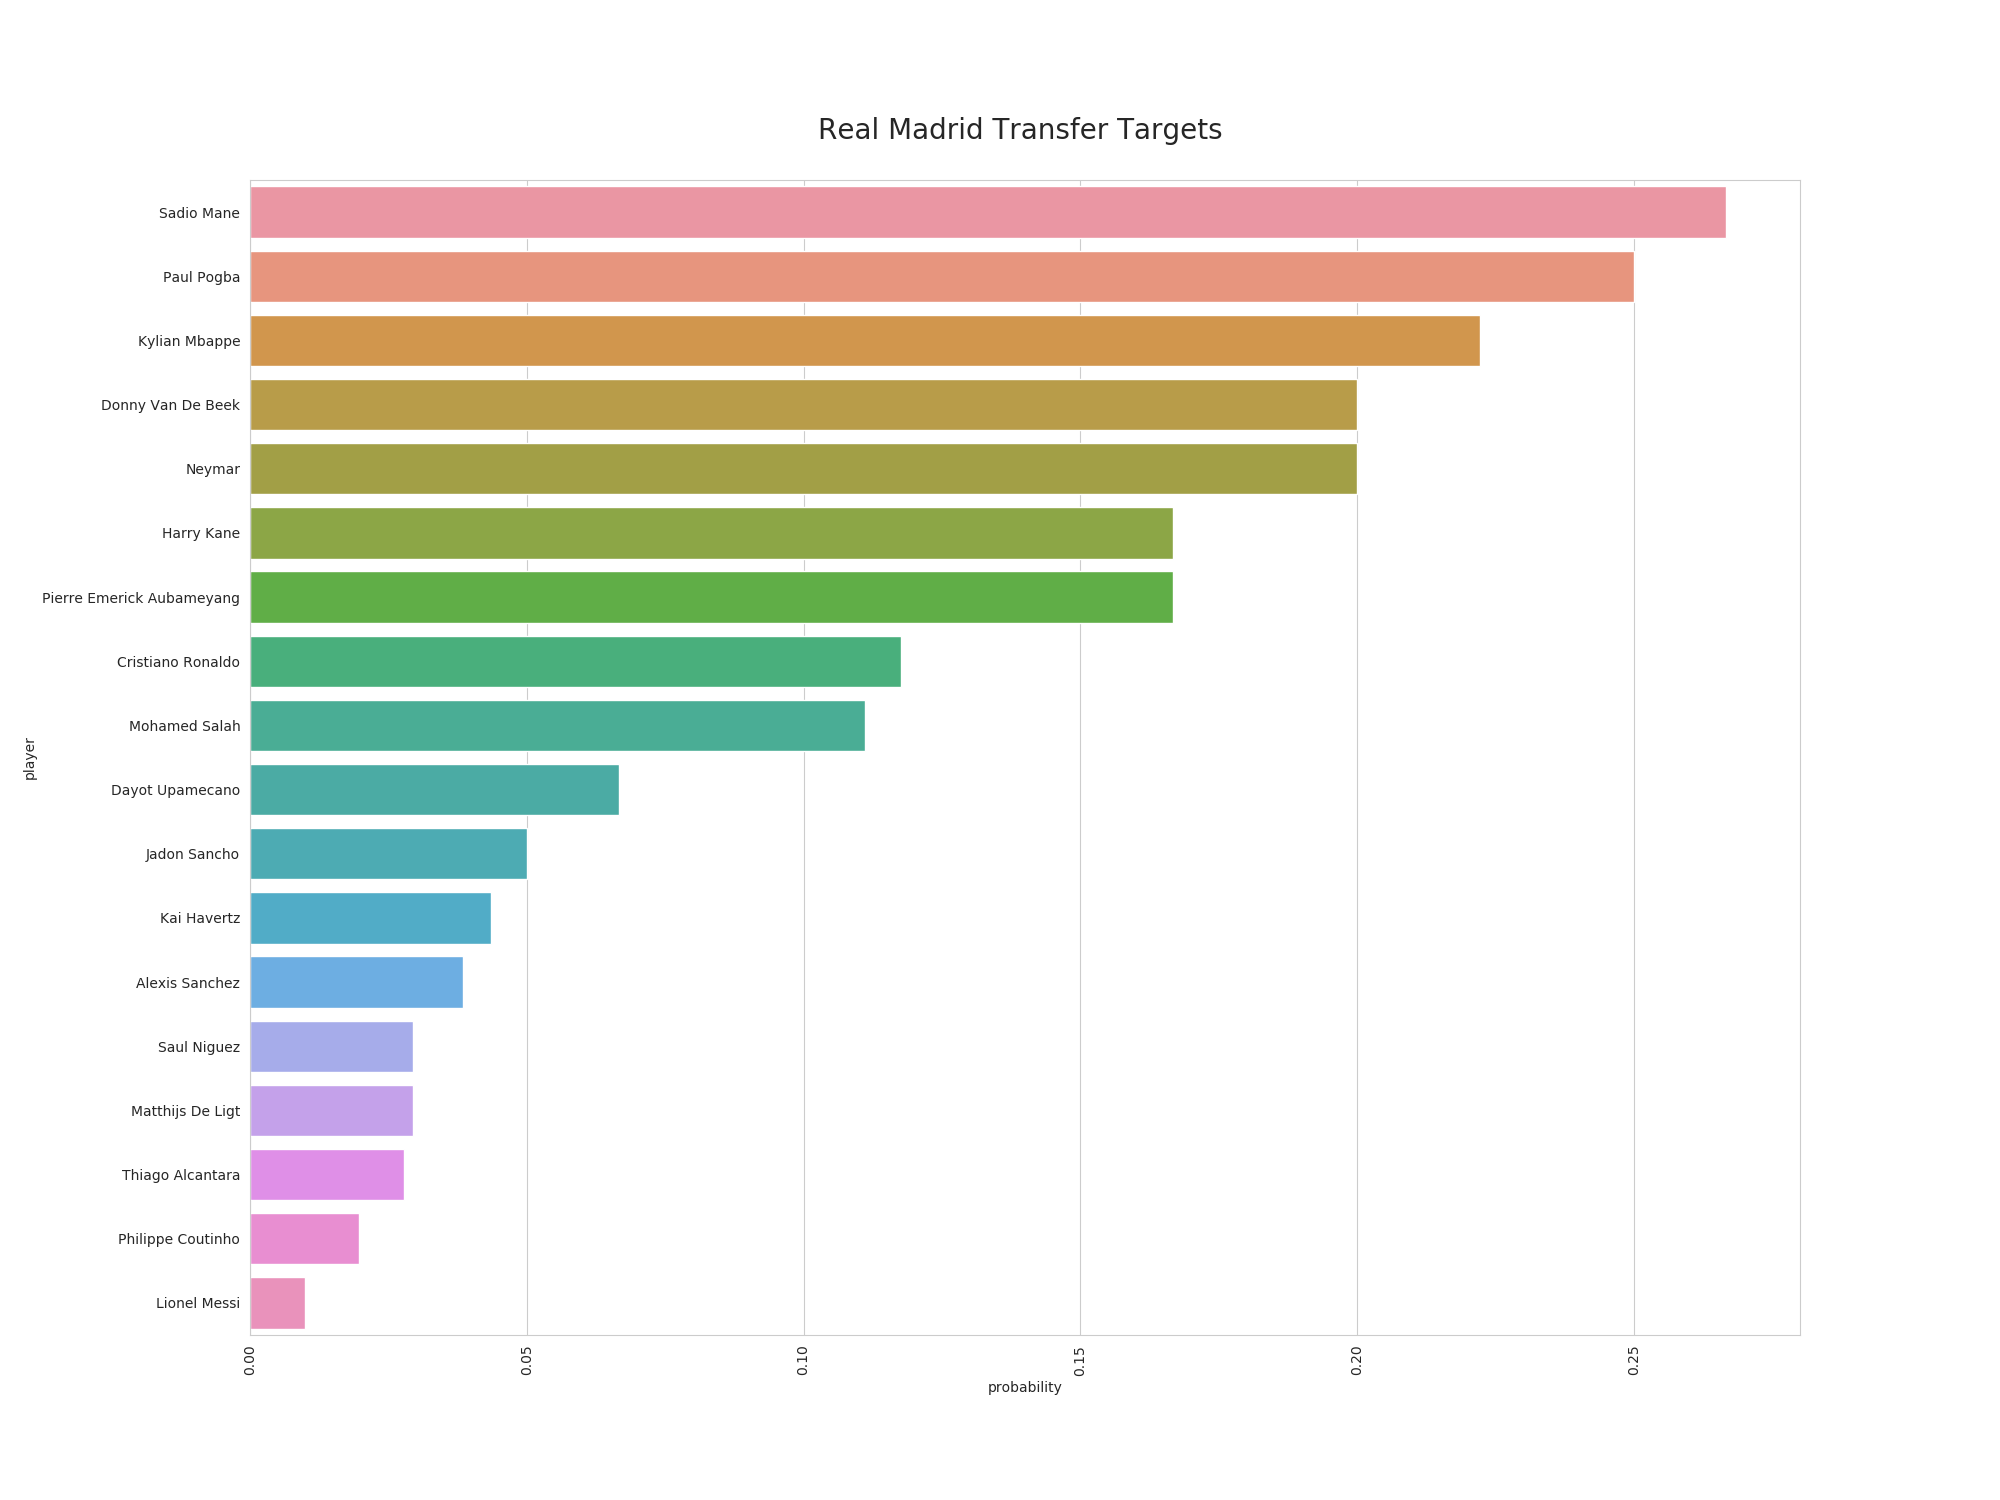 Real Madrid Transfer Targets
Sadio Mane
Paul Pogba
Kylian Mbappe
Donny Van De Beek
Neymar
Harry Kane
Pierre Emerick Aubameyang
Cristiano Ronaldo
Mohamed Salah
Dayot Upamecano
Jadon Sancho
Kai Havertz
Alexis Sanchez
Saul Niguez
Matthijs De Ligt
Thiago Alcantara
Philippe Coutinho
Lionel Messi
player
0.00
0.05
0.10
0.15
0.20
0.25
probability